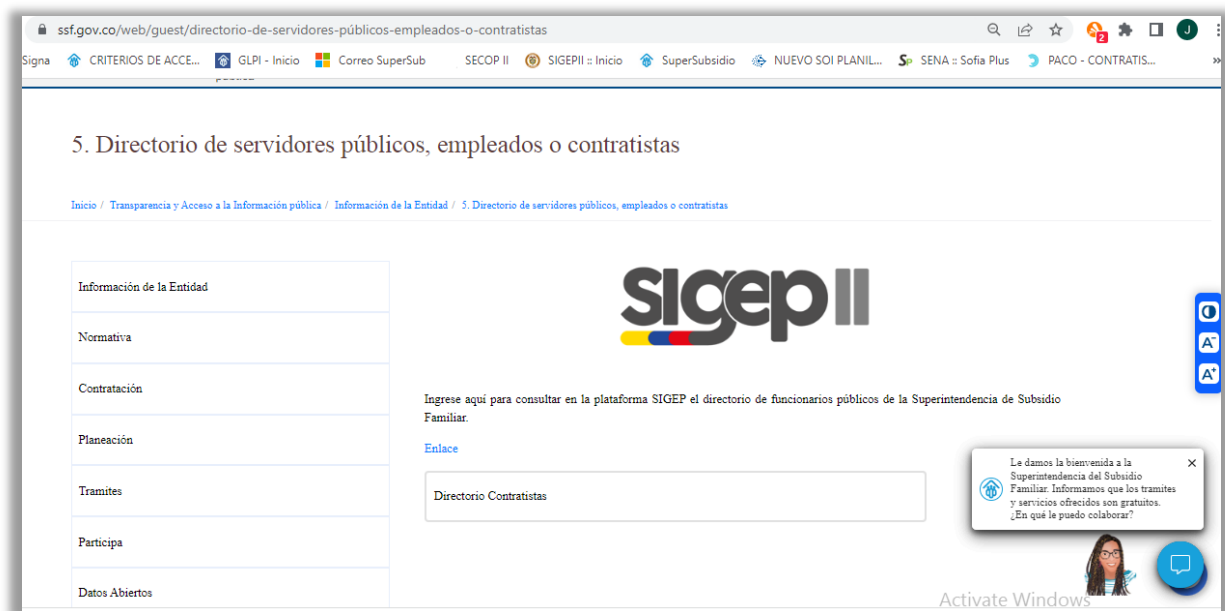 ssf.gov.co/web/guest/directorio-de-servidores-públicos-empleados-o-contratistas
2
J
Signa CRITERIOS DE ACCE... GLPI - Inicio Correo SuperSub SECOP II SIGEPII :: Inicio SuperSubsidio NUEVO SOI PLANIL... Sp SENA :: Sofia Plus PACO - CONTRATIS... »
pública
5. Directorio de servidores públicos, empleados o contratistas
Inicio / Transparencia y Acceso a la Información pública / Información de la Entidad / 5. Directorio de servidores públicos, empleados o contratistas
Información de la Entidad
Normativa
Contratación
Planeación
Tramites
Participa
Datos Abiertos
sigep II
Ingrese aquí para consultar en la plataforma SIGEP el directorio de funcionarios públicos de la Superintendencia de Subsidio
Familiar.
Enlace
Directorio Contratistas
A-
A+
Le damos la bienvenida a la
Superintendencia del Subsidio
Familiar. Informamos que los tramites
y servicios ofrecidos son gratuitos.
¿En qué le puedo colaborar?
Activate Windows